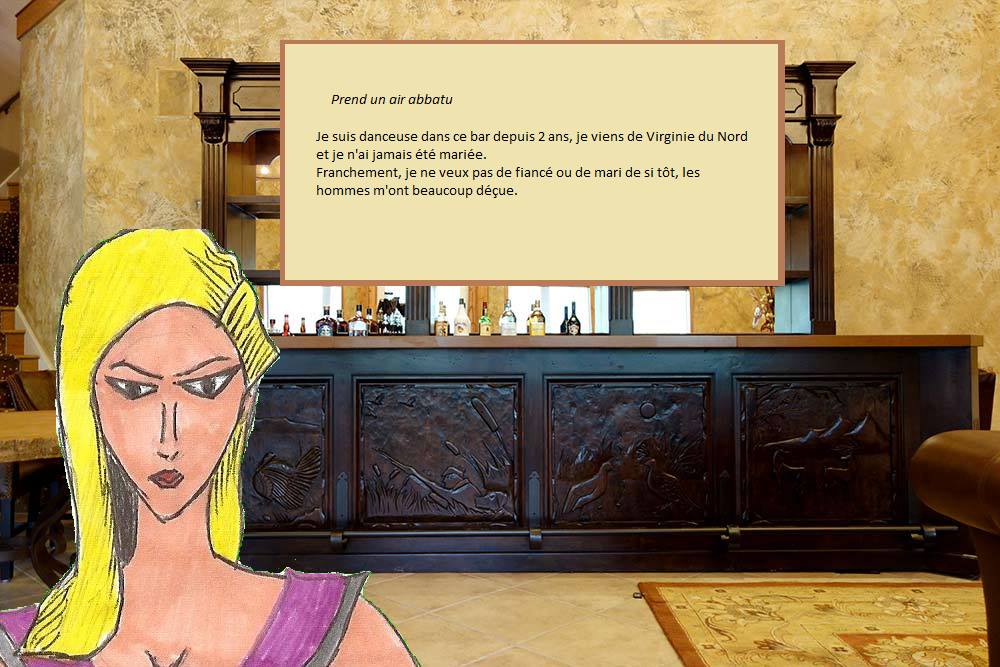 Prend un air abbatu
Je suis danceuse dans ce bar depuis 2 ans, je viens de Virginie du Nord
et je n'ai jamais été mariée.
Franchement, je ne veux pas de fiancé ou de mari de si tôt, les
hommes m'ont beaucoup déçue.